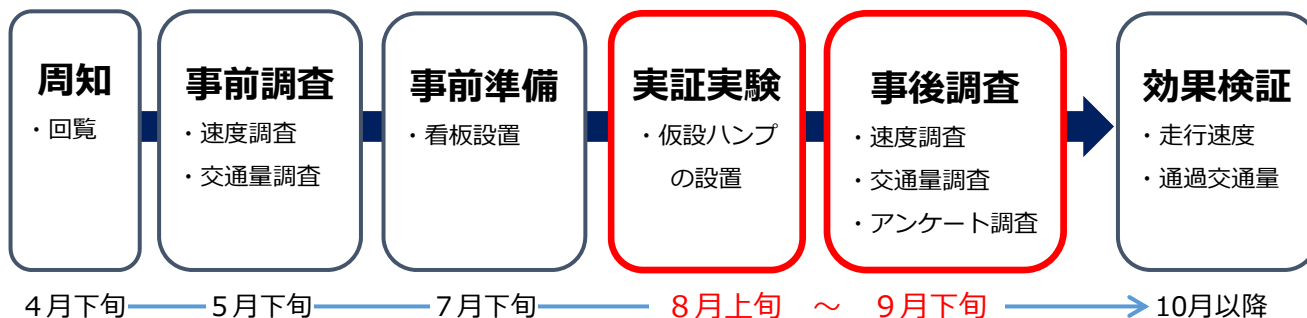 周知
・回覧
事前調査
・速度調査
・交通量調査
事前準備
・看板設置
実証実験
・仮設ハンプ
の設置
事後調査
・速度調査
・交通量調査
・アンケート調査
効果検証
・走行速度
・通過交通量
4月下旬
5月下旬
7月下旬
8月上旬 ～ 9月下旬
10月以降